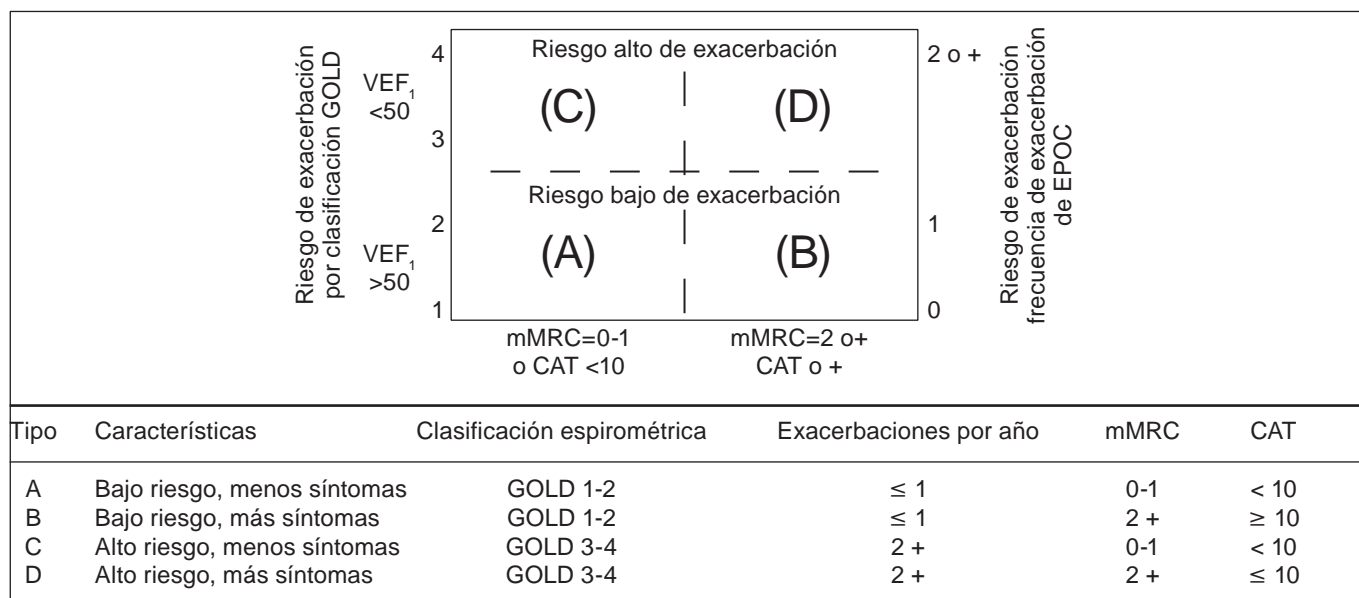 Riesgo de exacerbación
por clasificación GOLD
4
VEF1
<50
3
2
VEF1
>50
1
Riesgo alto de exacerbación
(C)
(D)
Riesgo bajo de exacerbación
(A)
(B)
2 o +
1
0
Riesgo de exacerbación
frecuencia de exacerbación
de EPOC
mMRC=0-1
o CAT <10
mMRC=2 o+
CAT o +
Tipo Características Clasificación espirométrica Exacerbaciones por año mMRC CAT
A Bajo riesgo, menos síntomas GOLD 1-2 ≤ 1 0-1 < 10
B Bajo riesgo, más síntomas GOLD 1-2 ≤ 1 2 + ≥ 10
C Alto riesgo, menos síntomas GOLD 3-4 2 + 0-1 < 10
D Alto riesgo, más síntomas GOLD 3-4 2 + 2 + ≤ 10